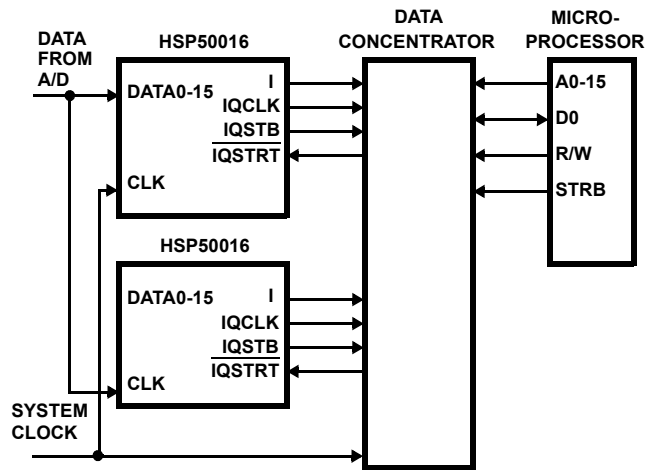 DATA
FROM
A/D
HSP50016
DATA0-15
I
IQCLK
IQSTB
IQSTRT
CLK
HSP50016
DATA0-15
I
IQCLK
IQSTB
IQSTRT
CLK
SYSTEM
CLOCK
DATA
CONCENTRATOR
MICRO-
PROCESSOR
A0-15
D0
R/W
STRB